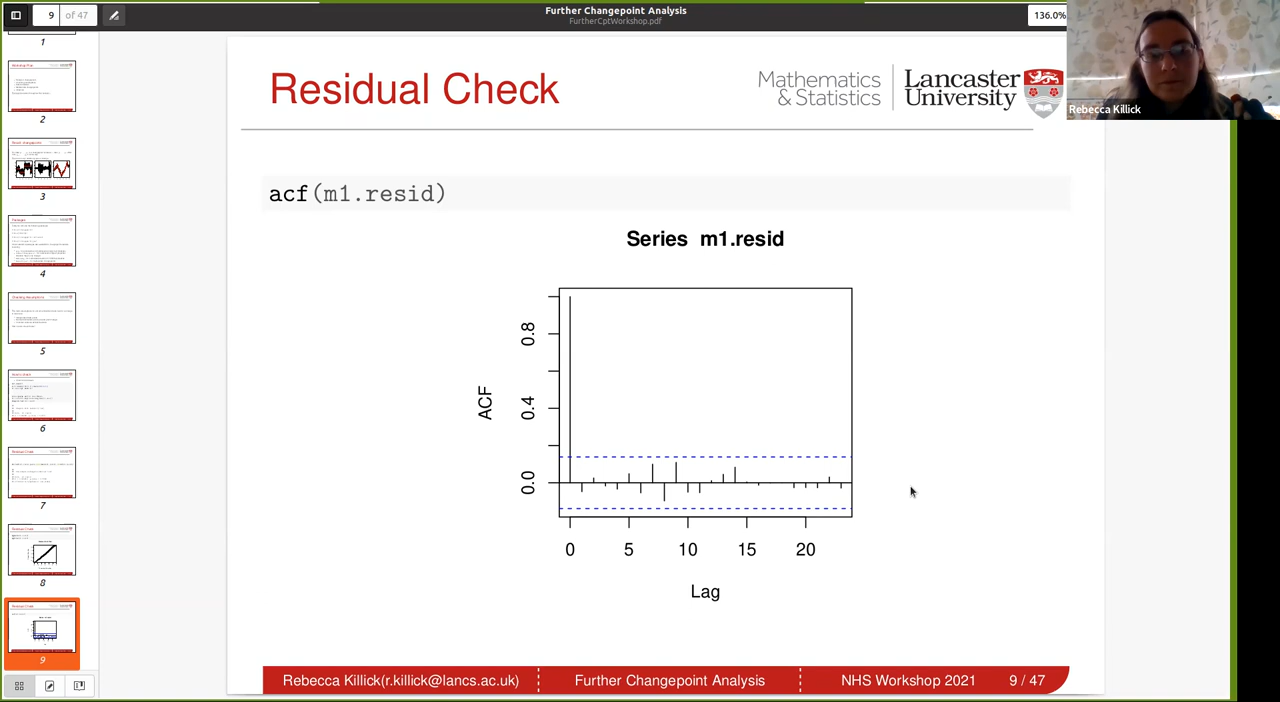 9 of 47
Further Changepoint Analysis
FurtherCptWorkshop.pdf
136.0%
Rebecca Killick
1
2
3
4
5
6
7
8
9
Residual Check
Mathematics
& Statistics
Lancaster
University
acf(m1.resid)
Series m1.resid
ACF
0.8
0.4
0.0
0 5 10 15 20
Lag
Rebecca Killick(r.killick@lancs.ac.uk) Further Changepoint Analysis NHS Workshop 2021 9 / 47